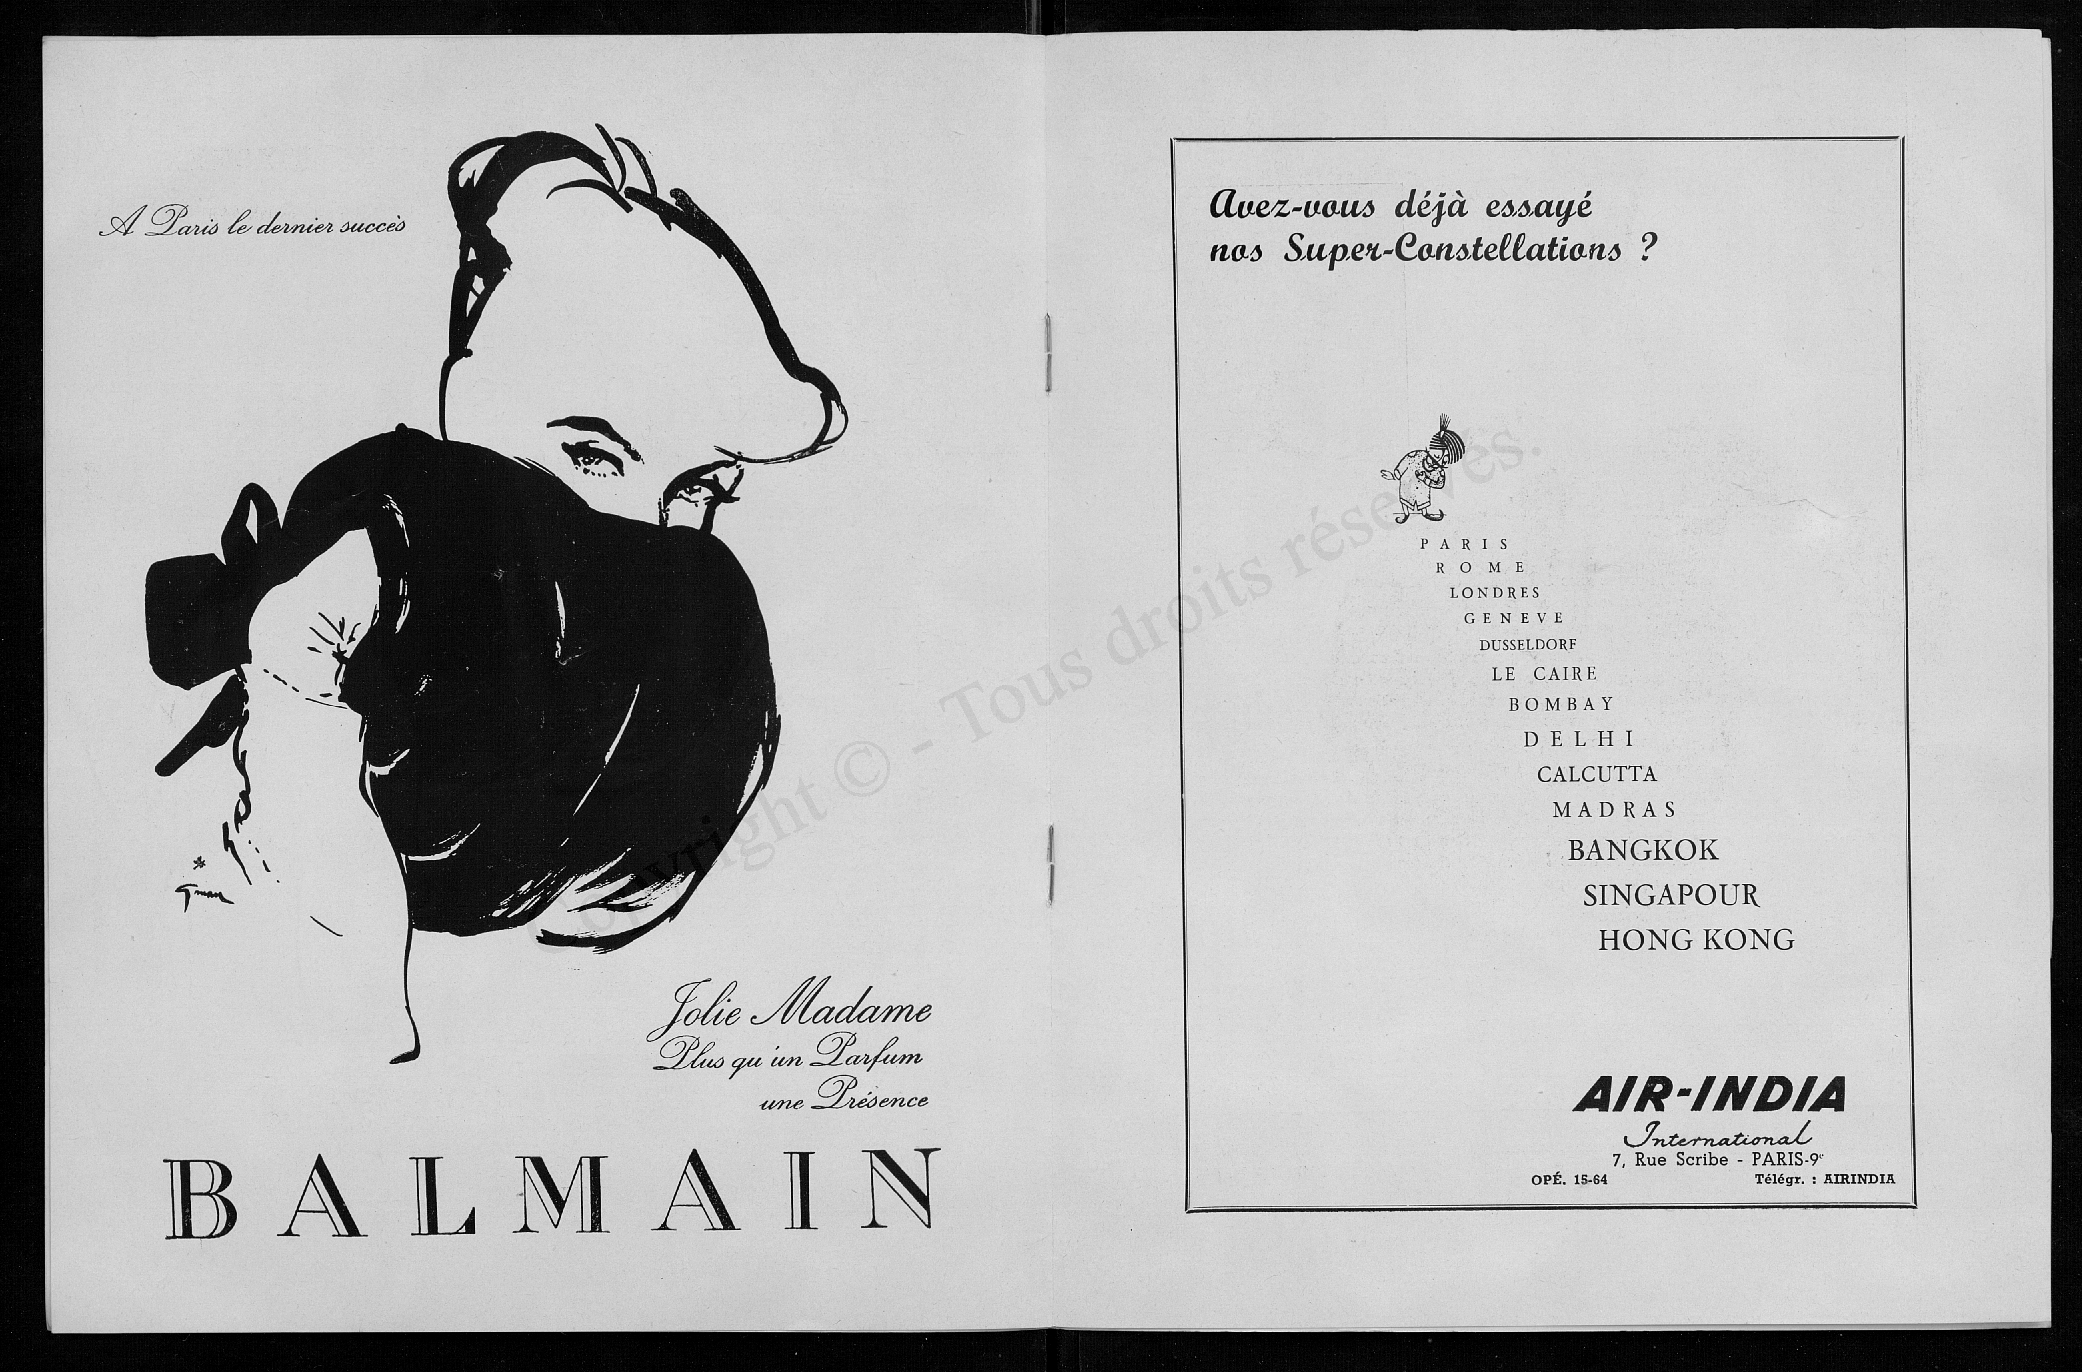 A Paris le dernier succès
Gruau
Jolie Madame
Plus qu'un Parfum
une Présence
BALMAIN
Avez-vous déjà essayé
nos Super-Constellations ?
PARIS
ROME
LONDRES
GENEVE
DUSSELDORF
LE CAIRE
BOMBAY
DELHI
CALCUTTA
MADRAS
BANGKOK
SINGAPOUR
HONG KONG
AIR-INDIA
International
7, Rue Scribe - PARIS-9e
OPÉ. 15-64 Télégr. : AIRINDIA
Copyright © - Tous droits réservés.